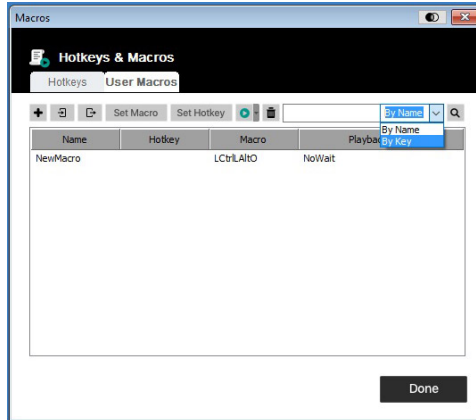 Macros
Hotkeys & Macros
Hotkeys User Macros
Set Macro Set Hotkey By Name
By Name
By Key
Name Hotkey Macro
NewMacro LCtrlLAltO NoWait
Done